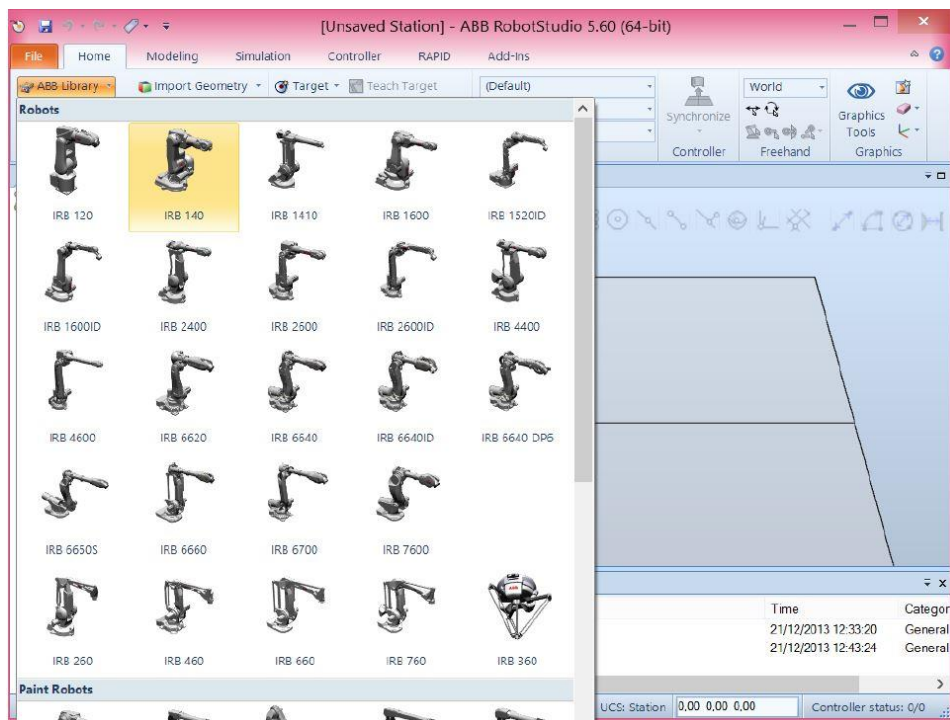 [Unsaved Station] - ABB RobotStudio 5.60 (64-bit)
File Home Modeling Simulation Controller RAPID Add-Ins
ABB Library Import Geometry Target Teach Target (Default) World
Synchronize Graphics Tools
Controller Freehand Graphics
Robots
IRB 120 IRB 140 IRB 1410 IRB 1600 IRB 1520ID
IRB 1600ID IRB 2400 IRB 2600 IRB 2600ID IRB 4400
IRB 4600 IRB 6620 IRB 6640 IRB 6640ID IRB 6640 DP6
IRB 6650S IRB 6660 IRB 6700 IRB 7600
IRB 260 IRB 460 IRB 660 IRB 760 IRB 360
Time Categor
21/12/2013 12:33:20 General
21/12/2013 12:43:24 General
Paint Robots
UCS: Station 0,00 0,00 0,00 Controller status: 0/0